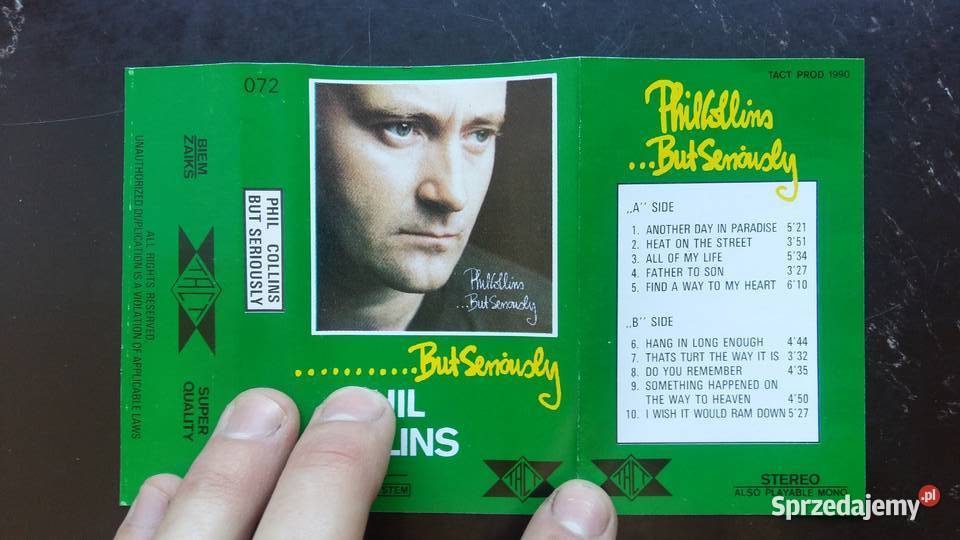 072
BIEM
ZAIKS
ALL RIGHTS RESERVED.
UNAUTHORIZED DUPLICATION IS A VIOLATION OF APPLICABLE LAWS
TACT
SUPER
QUALITY
PHIL COLLINS
BUT SERIOUSLY
Phil Collins
...But Seriously
...........But Seriously
TACT
TACT PROD 1990
Phil Collins
...But Seriously
„A" SIDE
1. ANOTHER DAY IN PARADISE 5'21
2. HEAT ON THE STREET 3'51
3. ALL OF MY LIFE 5'34
4. FATHER TO SON 3'27
5. FIND A WAY TO MY HEART 6'10
„B" SIDE
6. HANG IN LONG ENOUGH 4'44
7. THATS TURT THE WAY IT IS 3'32
8. DO YOU REMEMBER 4'35
9. SOMETHING HAPPENED ON
THE WAY TO HEAVEN 4'50
10. I WISH IT WOULD RAM DOWN 5'27
TACT
STEREO
ALSO PLAYABLE MONO
Sprzedajemy.pl